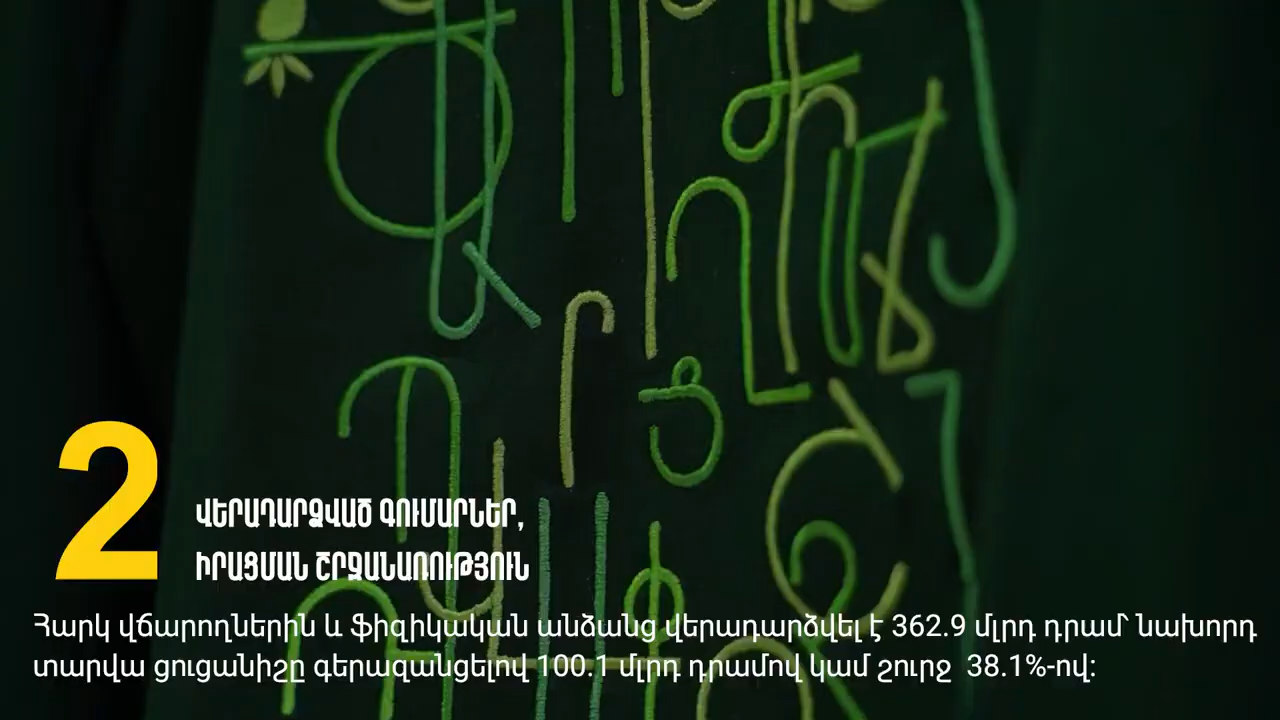 2
ՎԵՐԱԴԱՐՁՎԱԾ ԳՈՒՄԱՐՆԵՐ,
ԻՐԱՑՄԱՆ ՇՐՋԱՆԱՌՈՒԹՅՈՒՆ
Հարկ վճարողներին և ֆիզիկական անձանց վերադարձվել է 362.9 մլրդ դրամ՝ նախորդ
տարվա ցուցանիշը գերազանցելով 100.1 մլրդ դրամով կամ շուրջ 38.1%-ով: